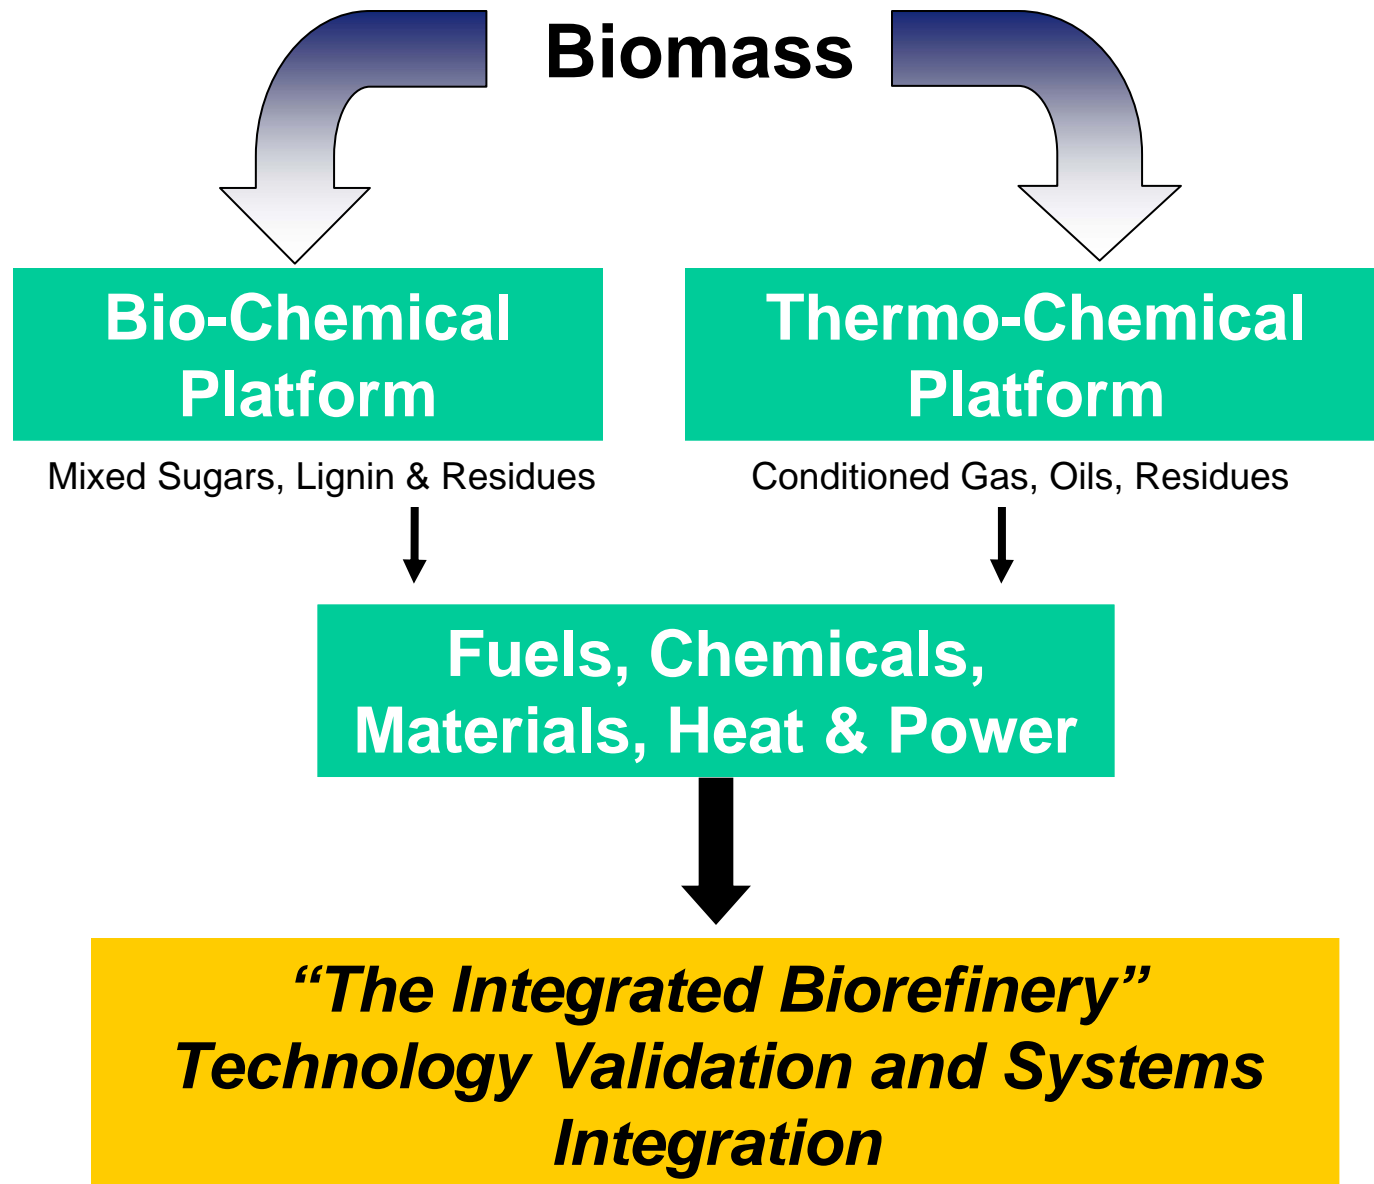 Biomass
Bio-Chemical
Platform
Thermo-Chemical
Platform
Mixed Sugars, Lignin & Residues
Conditioned Gas, Oils, Residues
Fuels, Chemicals,
Materials, Heat & Power
“The Integrated Biorefinery”
Technology Validation and Systems
Integration